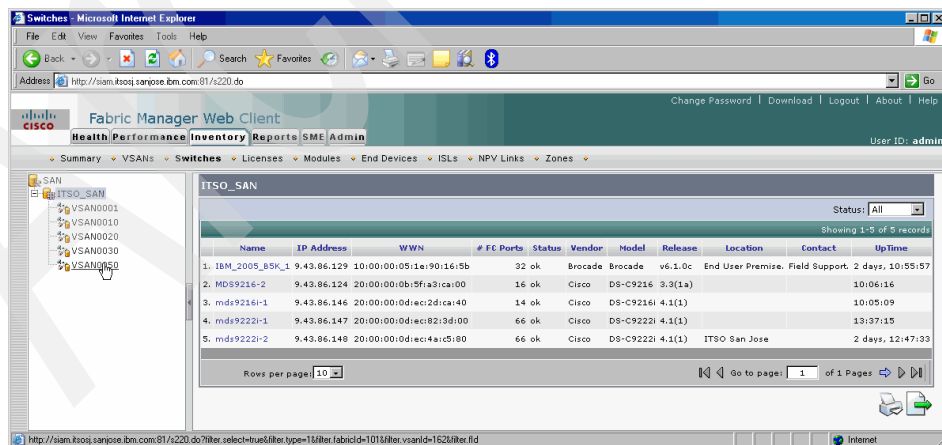 Switches - Microsoft Internet Explorer
File Edit View Favorites Tools Help
Back Search Favorites
Address http://siam.itsosj.sanjose.ibm.com:81/s220.do Go
Change Password | Download | Logout | About | Help
CISCO Fabric Manager Web Client
Health Performance Inventory Reports SME Admin
User ID: admin
Summary VSANs Switches Licenses Modules End Devices ISLs NPV Links Zones
SAN
ITSO_SAN
VSAN0001
VSAN0010
VSAN0020
VSAN0030
VSAN0050
ITSO_SAN
Status: All
Showing 1-5 of 5 records
Name IP Address WWN # FC Ports Status Vendor Model Release Location Contact UpTime
1. IBM_2005_B5K_1 9.43.86.129 10:00:00:05:1e:90:16:5b 32 ok Brocade Brocade v6.1.0c End User Premise. Field Support. 2 days, 10:55:57
2. MDS9216-2 9.43.86.124 20:00:00:0b:5f:a3:ca:00 16 ok Cisco DS-C9216 3.3(1a) 10:06:16
3. mds9216i-1 9.43.86.146 20:00:00:0d:ec:2d:ca:40 14 ok Cisco DS-C9216i 4.1(1) 10:05:09
4. mds9222i-1 9.43.86.147 20:00:00:0d:ec:82:3d:00 66 ok Cisco DS-C9222i 4.1(1) 13:37:15
5. mds9222i-2 9.43.86.148 20:00:00:0d:ec:4a:c5:80 66 ok Cisco DS-C9222i 4.1(1) ITSO San Jose 2 days, 12:47:33
Rows per page: 10 Go to page: 1 of 1 Pages
http://siam.itsosj.sanjose.ibm.com:81/s220.do?filter.select=true&filter.type=1&filter.fabricId=101&filter.vsanId=162&filter.fId Internet